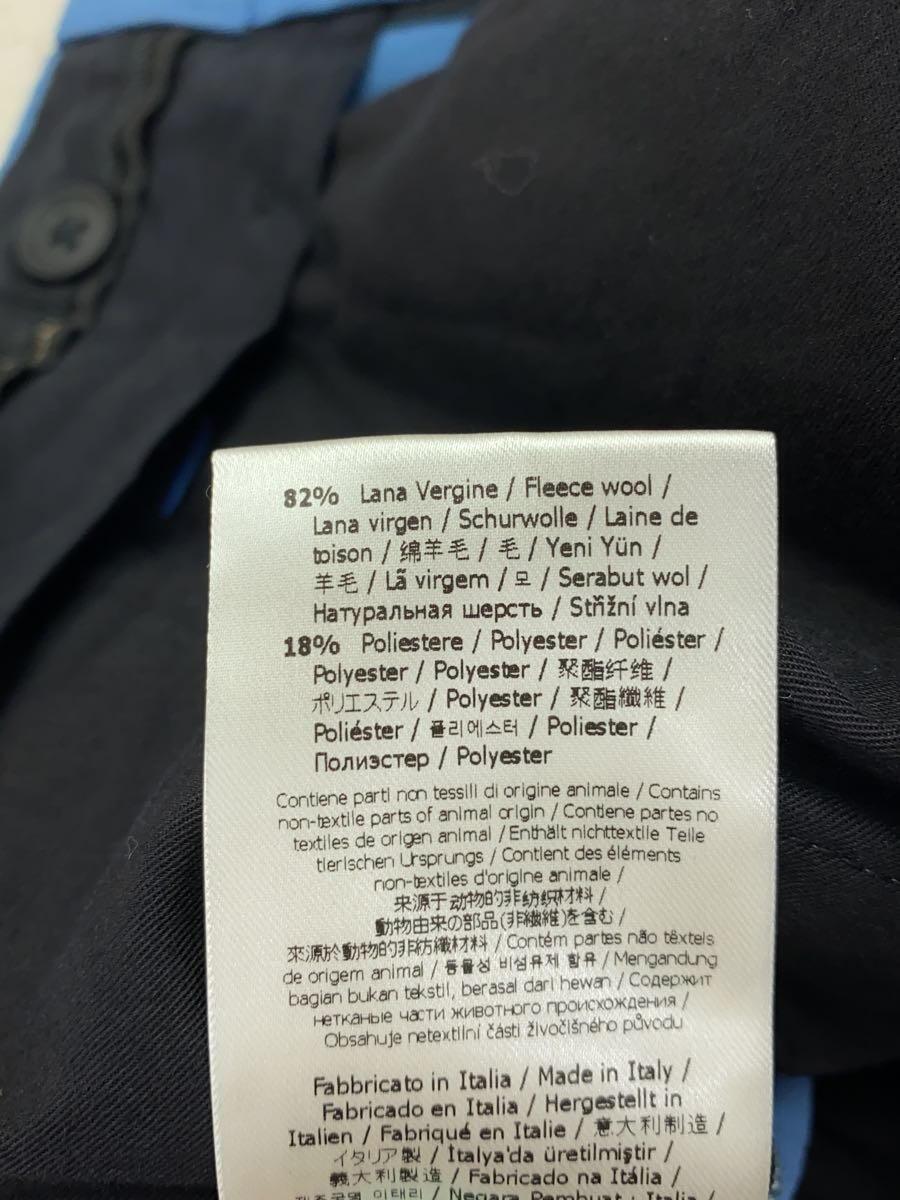 82% Lana Vergine / Fleece wool /
Lana virgen / Schurwolle / Laine de
toison / 绵羊毛 / 毛 / Yeni Yün /
羊毛 / Lã virgem / 모 / Serabut wol /
Натуральная шерсть / Střižní vlna
18% Poliestere / Polyester / Poliéster /
Polyester / Polyester / 聚酯纤维 /
ポリエステル / Polyester / 聚酯纖維 /
Poliéster / 폴리에스터 / Poliester /
Полиэстер / Polyester
Contiene parti non tessili di origine animale / Contains
non-textile parts of animal origin / Contiene partes no
textiles de origen animal / Enthält nichttextile Teile
tierischen Ursprungs / Contient des éléments
non-textiles d'origine animale /
来源于动物的非纺织材料 /
動物由来の部品(非繊維)を含む /
來源於動物的非紡織材料 / Contém partes não têxteis
de origem animal / 동물성 비섬유제 함유 / Mengandung
bagian bukan tekstil, berasal dari hewan / Содержит
нетканые части животного происхождения /
Obsahuje netextilní části živočišného původu
Fabbricato in Italia / Made in Italy /
Fabricado en Italia / Hergestellt in
Italien / Fabriqué en Italie / 意大利制造 /
イタリア製 / İtalya'da üretilmiştir /
義大利製造 / Fabricado na Itália /
이태리 / Negara Pembuat : Italia /